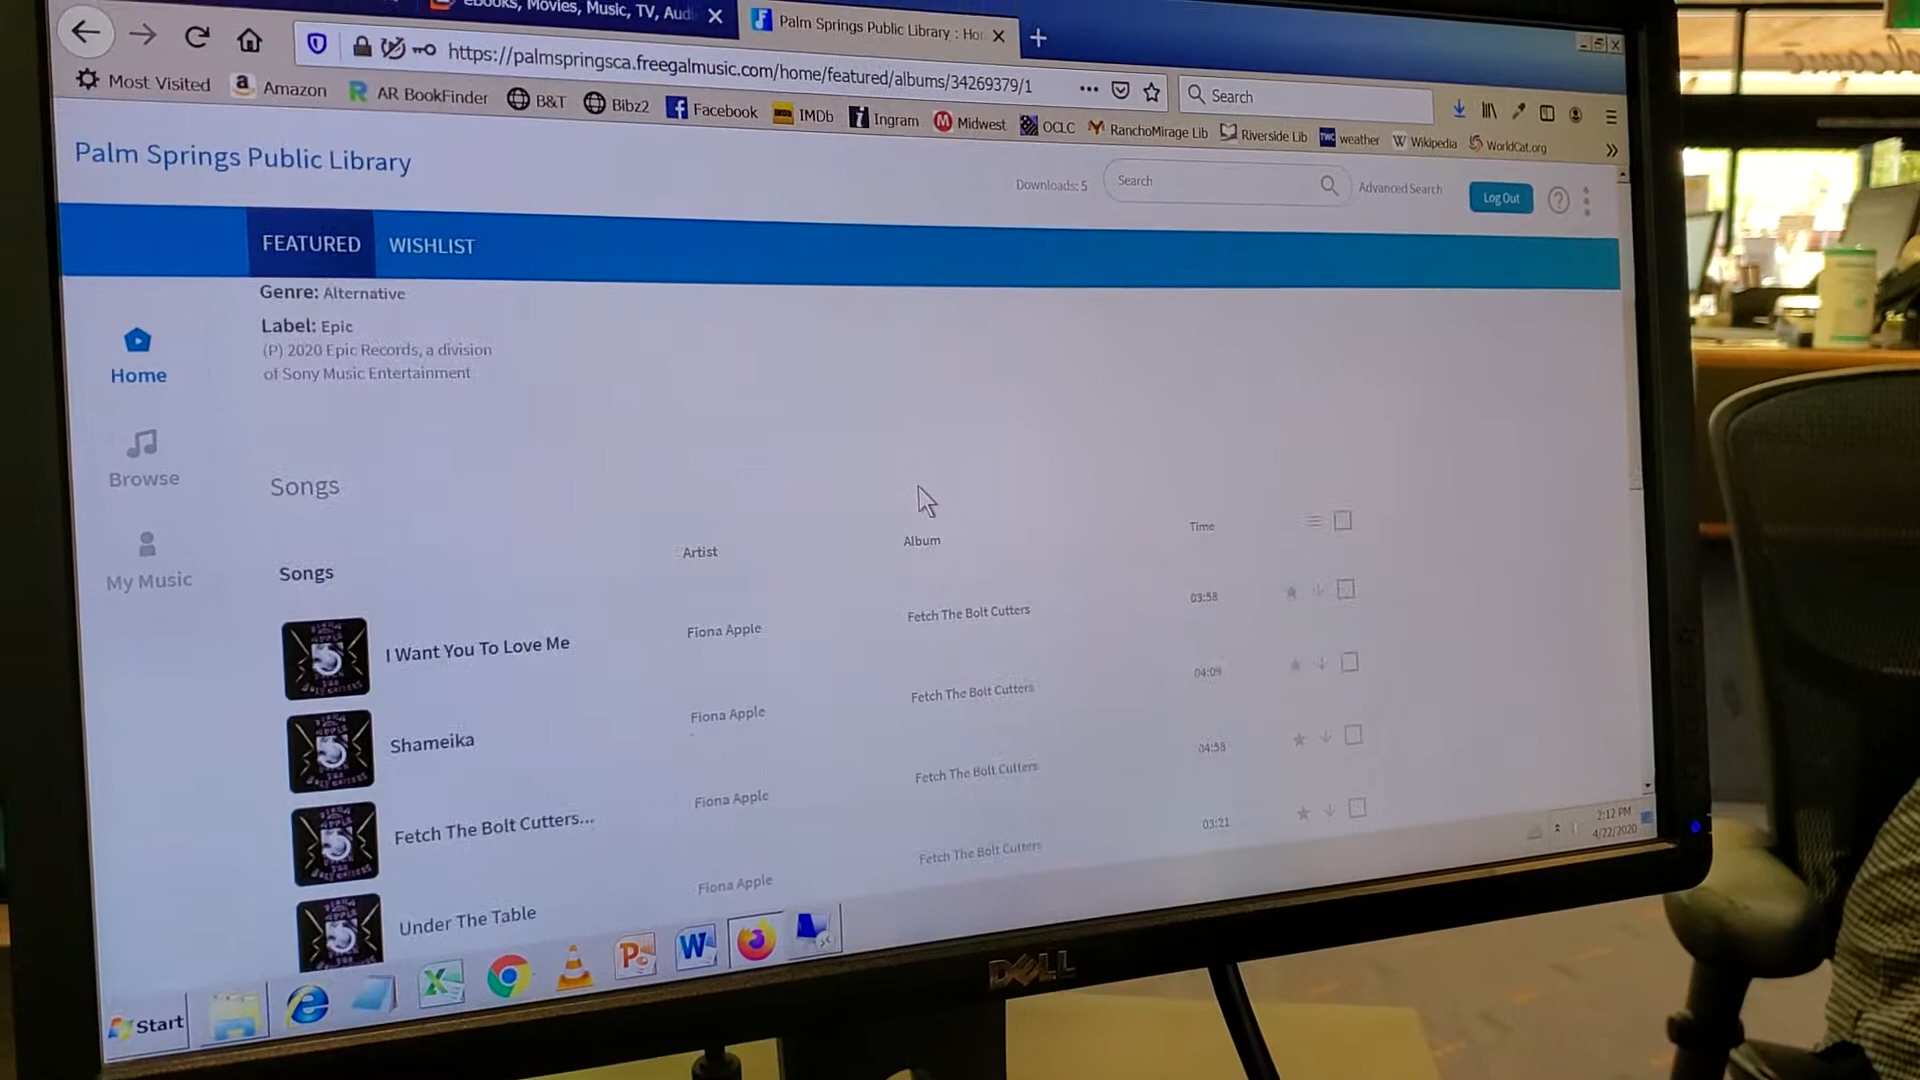 eBooks, Movies, Music, TV, Aud
Palm Springs Public Library : Ho
https://palmspringsca.freegalmusic.com/home/featured/albums/34269379/1
Search
Most Visited
Amazon
AR BookFinder
B&T
Bibz2
Facebook
IMDb
Ingram
Midwest
OCLC
RanchoMirage Lib
Riverside Lib
weather
Wikipedia
WorldCat.org
Palm Springs Public Library
Downloads: 5
Search
Advanced Search
Log Out
FEATURED
WISHLIST
Home
Browse
My Music
Genre: Alternative
Label: Epic
(P) 2020 Epic Records, a division
of Sony Music Entertainment
Songs
Songs Artist Album Time
I Want You To Love Me Fiona Apple Fetch The Bolt Cutters 03:58
Shameika Fiona Apple Fetch The Bolt Cutters 04:09
Fetch The Bolt Cutters... Fiona Apple Fetch The Bolt Cutters 04:58
Under The Table Fiona Apple Fetch The Bolt Cutters 03:21
Start
2:12 PM
4/22/2020
DELL